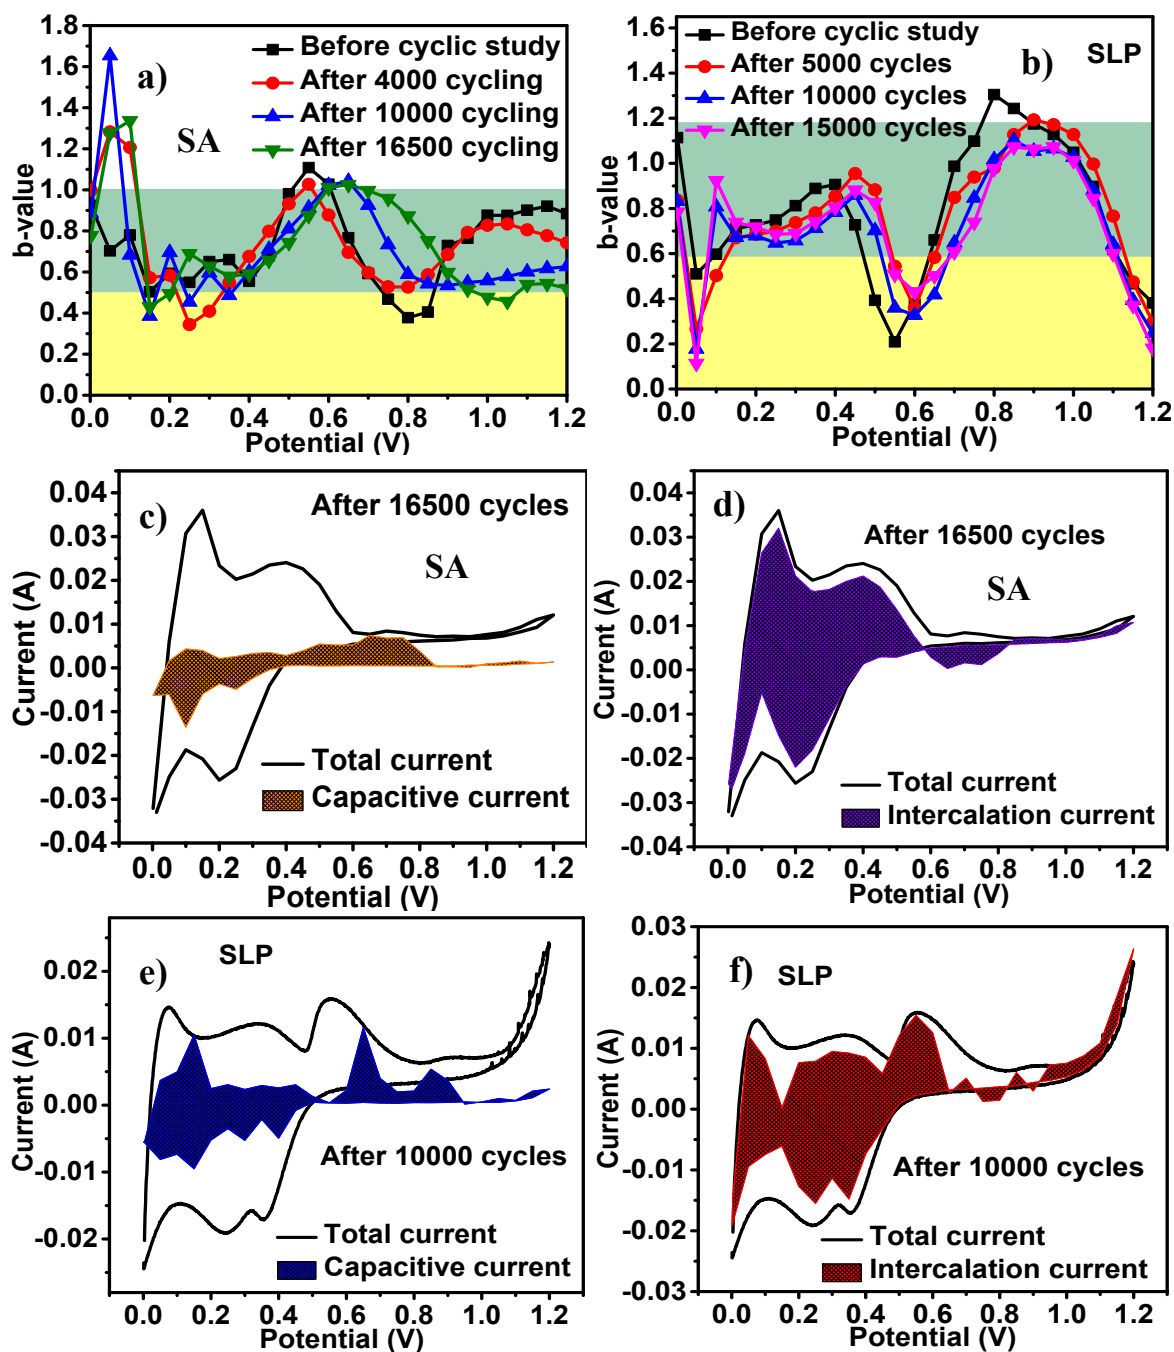 a)
SA
Before cyclic study
After 4000 cycling
After 10000 cycling
After 16500 cycling
b-value
1.8
1.6
1.4
1.2
1.0
0.8
0.6
0.4
0.2
0.0
0.0 0.2 0.4 0.6 0.8 1.0 1.2
Potential (V)
b)
SLP
Before cyclic study
After 5000 cycles
After 10000 cycles
After 15000 cycles
b-value
1.6
1.4
1.2
1.0
0.8
0.6
0.4
0.2
0.0
0.0 0.2 0.4 0.6 0.8 1.0 1.2
Potential (V)
c)
After 16500 cycles
SA
Total current
Capacitive current
Current (A)
0.04
0.03
0.02
0.01
0.00
-0.01
-0.02
-0.03
-0.04
0.0 0.2 0.4 0.6 0.8 1.0 1.2
Potential (V)
d)
After 16500 cycles
SA
Total current
Intercalation current
Current (A)
0.04
0.03
0.02
0.01
0.00
-0.01
-0.02
-0.03
-0.04
0.0 0.2 0.4 0.6 0.8 1.0 1.2
Potential (V)
SLP
e)
After 10000 cycles
Total current
Capacitive current
Current (A)
0.02
0.01
0.00
-0.01
-0.02
0.0 0.2 0.4 0.6 0.8 1.0 1.2
Potential (V)
f)
SLP
After 10000 cycles
Total current
Intercalation current
Current (A)
0.03
0.02
0.01
0.00
-0.01
-0.02
-0.03
0.0 0.2 0.4 0.6 0.8 1.0 1.2
Potential (V)